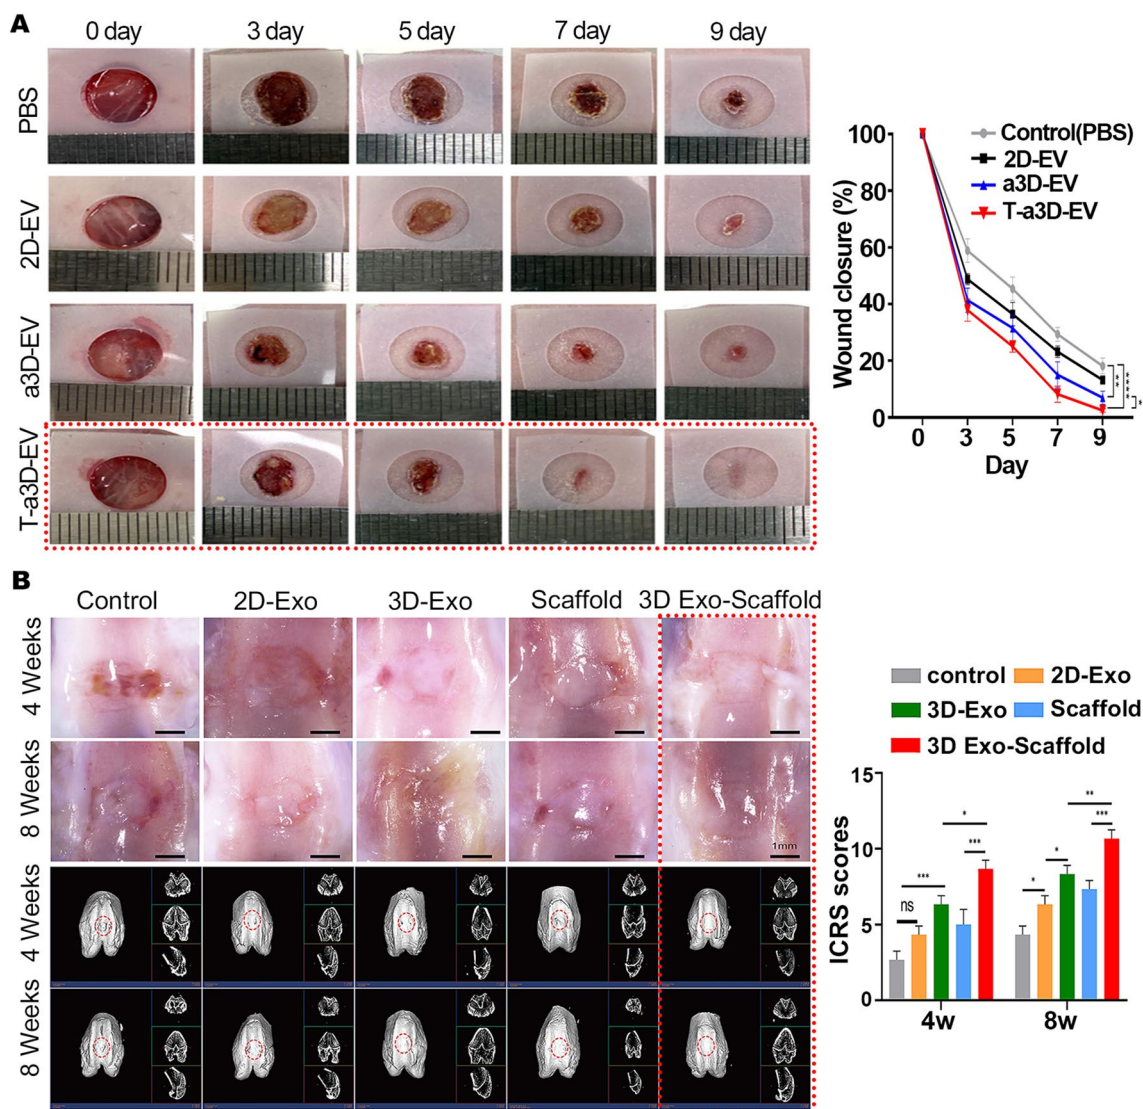 A
0 day 3 day 5 day 7 day 9 day
PBS
2D-EV
a3D-EV
T-a3D-EV
Control(PBS)
2D-EV
a3D-EV
T-a3D-EV
Wound closure (%)
100
80
60
40
20
0
0 3 5 7 9
Day
**
****
*
B
Control 2D-Exo 3D-Exo Scaffold 3D Exo-Scaffold
4 Weeks
8 Weeks
1mm
4 Weeks
8 Weeks
control 2D-Exo
3D-Exo Scaffold
3D Exo-Scaffold
ICRS scores
15
10
5
0
ns
***
*
***
*
*
**
***
4w 8w